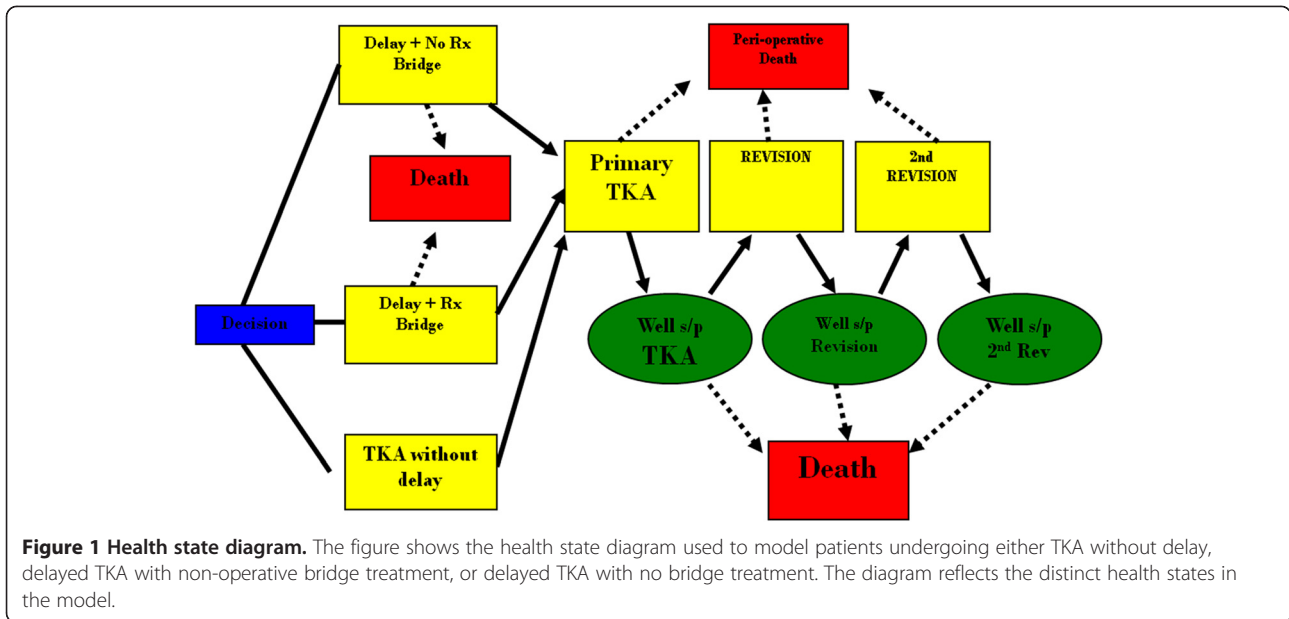 Delay + No Rx
Bridge
Peri-operative
Death
Death
Primary
TKA
REVISION
2nd
REVISION
Decision
Delay + Rx
Bridge
Well s/p
TKA
Well s/p
Revision
Well s/p
2nd Rev
TKA without
delay
Death
Figure 1 Health state diagram. The figure shows the health state diagram used to model patients undergoing either TKA without delay,
delayed TKA with non-operative bridge treatment, or delayed TKA with no bridge treatment. The diagram reflects the distinct health states in
the model.